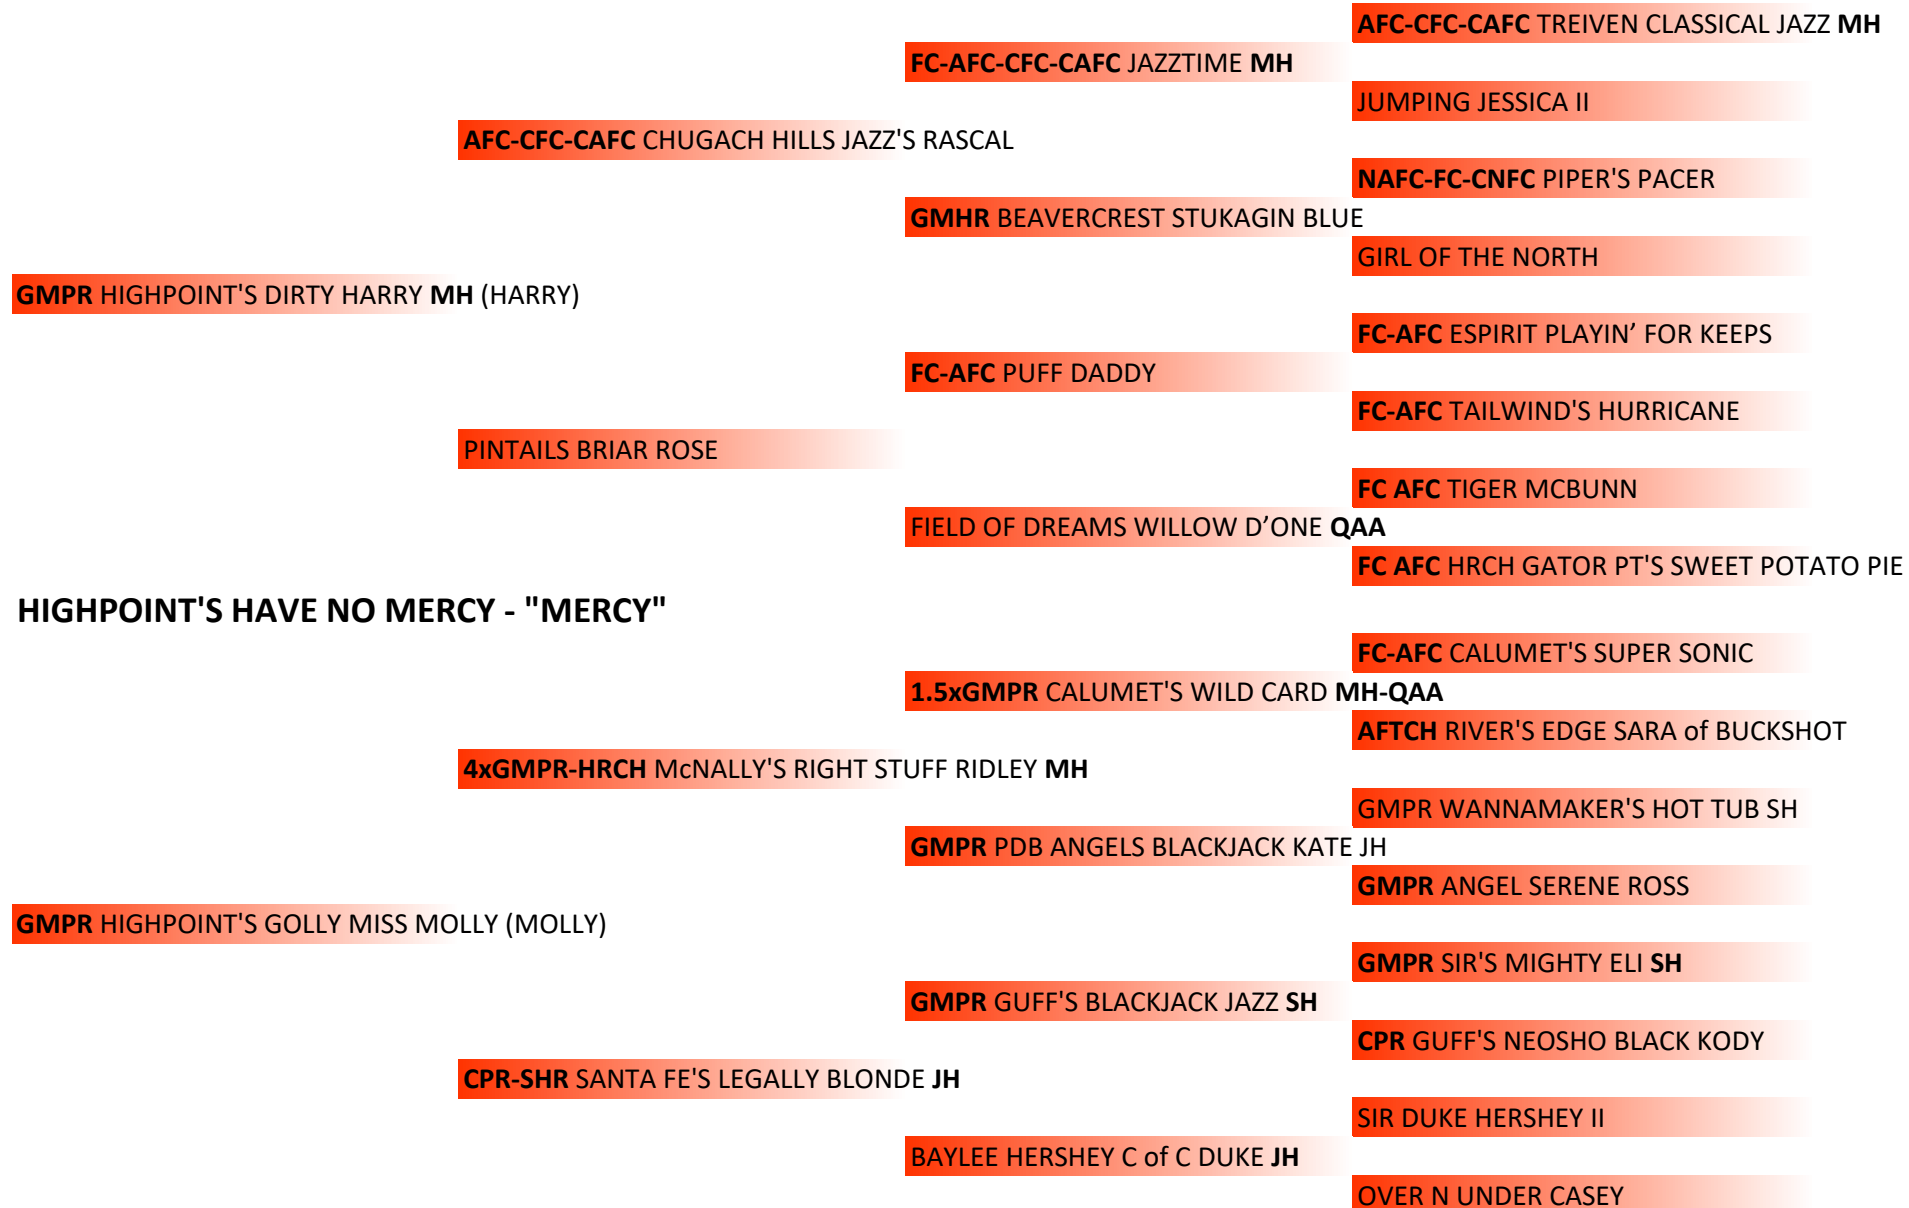 AFC-CFC-CAFC TREIVEN CLASSICAL JAZZ MH
FC-AFC-CFC-CAFC JAZZTIME MH
JUMPING JESSICA II
AFC-CFC-CAFC CHUGACH HILLS JAZZ'S RASCAL
NAFC-FC-CNFC PIPER'S PACER
GMHR BEAVERCREST STUKAGIN BLUE
GIRL OF THE NORTH
GMPR HIGHPOINT'S DIRTY HARRY MH (HARRY)
FC-AFC ESPIRIT PLAYIN’ FOR KEEPS
FC-AFC PUFF DADDY
FC-AFC TAILWIND'S HURRICANE
PINTAILS BRIAR ROSE
FC AFC TIGER MCBUNN
FIELD OF DREAMS WILLOW D’ONE QAA
FC AFC HRCH GATOR PT'S SWEET POTATO PIE
HIGHPOINT'S HAVE NO MERCY - "MERCY"
FC-AFC CALUMET'S SUPER SONIC
1.5xGMPR CALUMET'S WILD CARD MH-QAA
AFTCH RIVER'S EDGE SARA of BUCKSHOT
4xGMPR-HRCH McNALLY'S RIGHT STUFF RIDLEY MH
GMPR WANNAMAKER'S HOT TUB SH
GMPR PDB ANGELS BLACKJACK KATE JH
GMPR ANGEL SERENE ROSS
GMPR HIGHPOINT'S GOLLY MISS MOLLY (MOLLY)
GMPR SIR'S MIGHTY ELI SH
GMPR GUFF'S BLACKJACK JAZZ SH
CPR GUFF'S NEOSHO BLACK KODY
CPR-SHR SANTA FE'S LEGALLY BLONDE JH
SIR DUKE HERSHEY II
BAYLEE HERSHEY C of C DUKE JH
OVER N UNDER CASEY